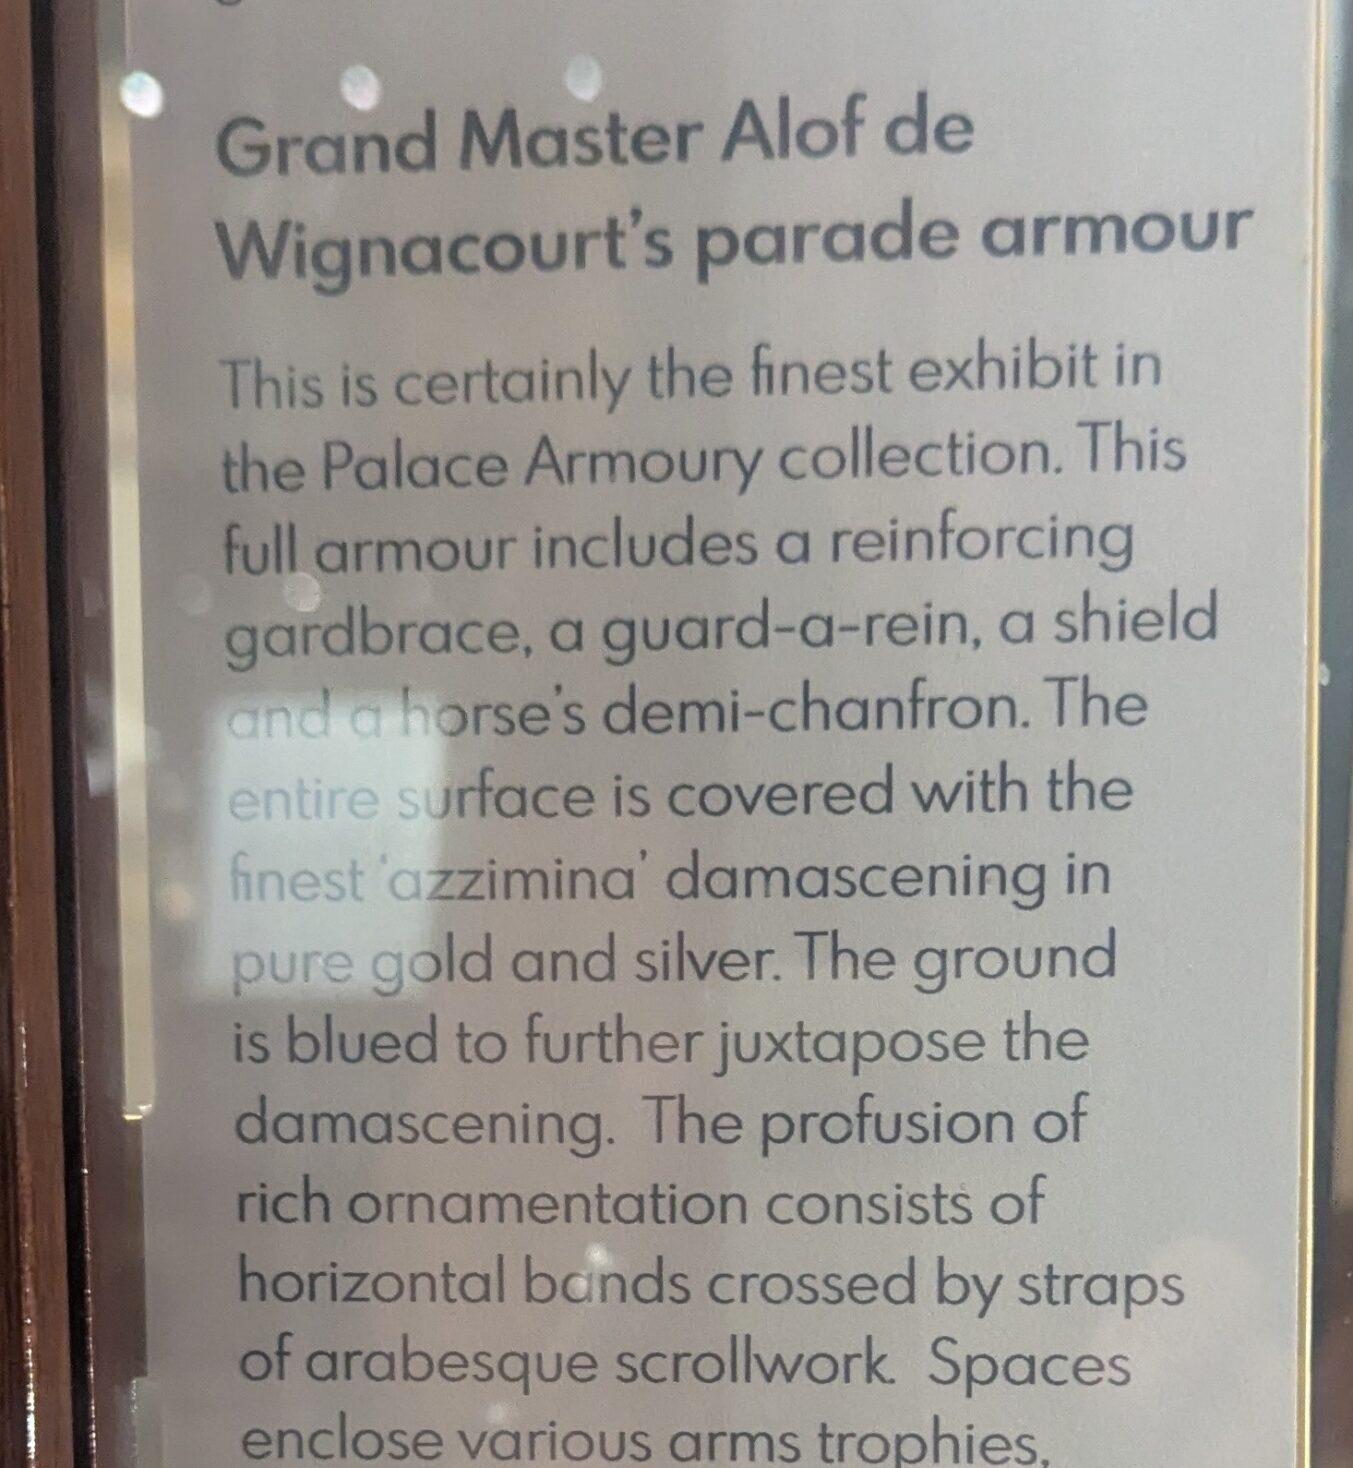 Grand Master Alof de
Wignacourt's parade armour
This is certainly the finest exhibit in
the Palace Armoury collection. This
full armour includes a reinforcing
gardbrace, a guard-a-rein, a shield
and a horse's demi-chanfron. The
entire surface is covered with the
finest 'azzimina' damascening in
pure gold and silver. The ground
is blued to further juxtapose the
damascening. The profusion of
rich ornamentation consists of
horizontal bands crossed by straps
of arabesque scrollwork. Spaces
enclose various arms trophies,